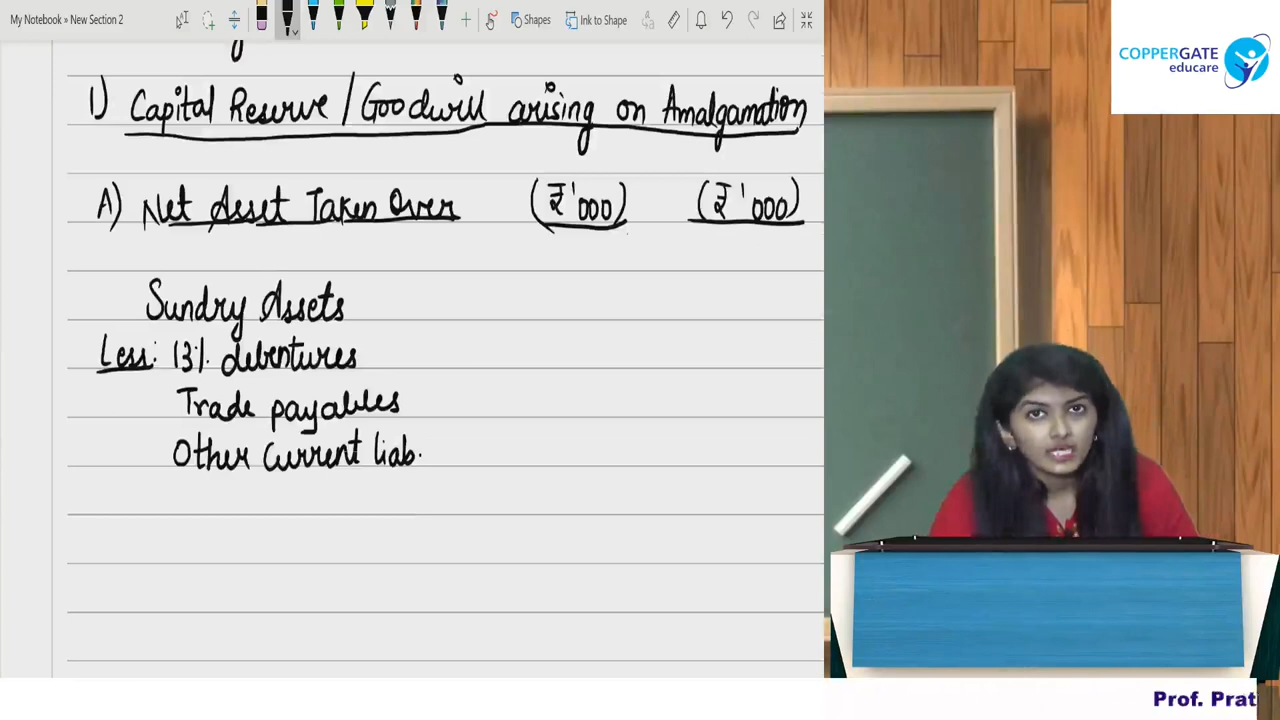 My Notebook » New Section 2
Shapes
Ink to Shape
COPPERGATE
educare
1) Capital Reserve / Goodwill arising on Amalgamation
A) Net Asset Taken Over (₹'000) (₹'000)
Sundry Assets
Less: 13% debentures
Trade payables
Other Current liab.
Prof. Prat